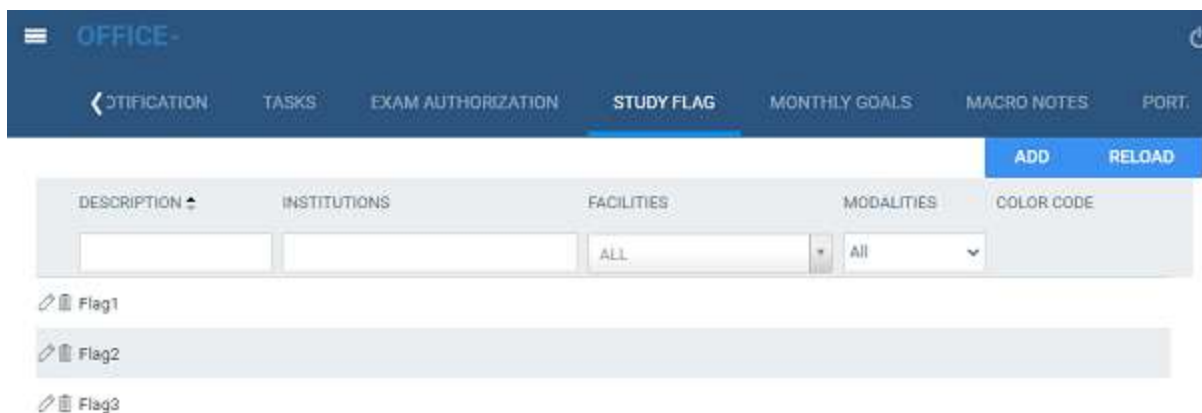 OFFICE-
OTIFICATION TASKS EXAM AUTHORIZATION STUDY FLAG MONTHLY GOALS MACRO NOTES PORT
ADD RELOAD
DESCRIPTION INSTITUTIONS FACILITIES MODALITIES COLOR CODE
ALL All
Flag1
Flag2
Flag3